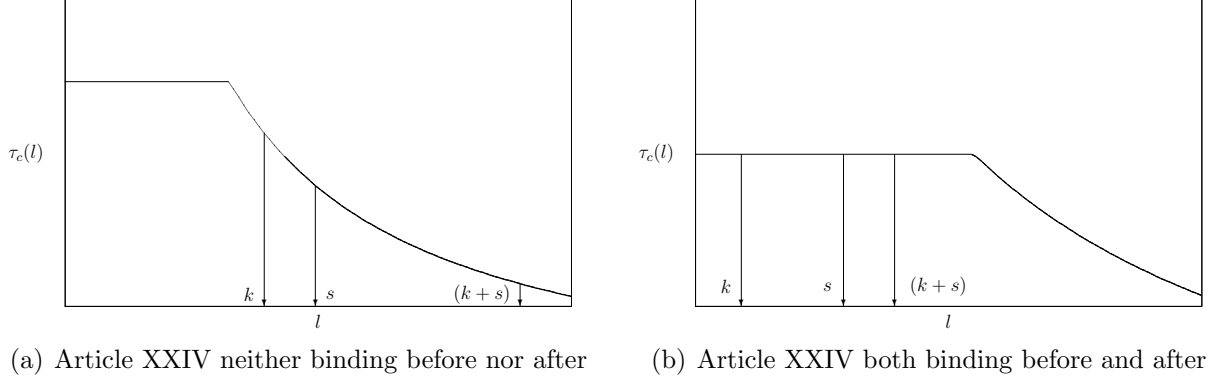 τc(l)
k
s
(k + s)
l
(a) Article XXIV neither binding before nor after
τc(l)
k
s
(k + s)
l
(b) Article XXIV both binding before and after